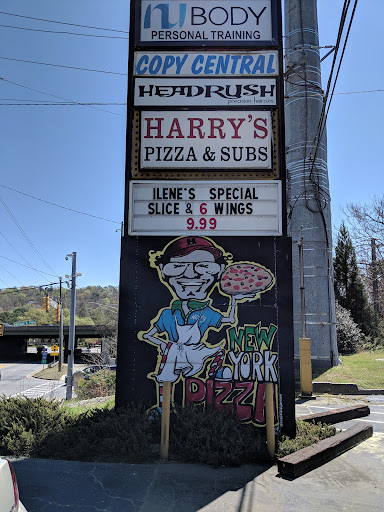 nu BODY
PERSONAL TRAINING
COPY CENTRAL
HEADRUSH
precision haircuts
HARRY'S
PIZZA & SUBS
ILENE'S SPECIAL
SLICE & 6 WINGS
9.99
H
NEW
YORK
PIZZA